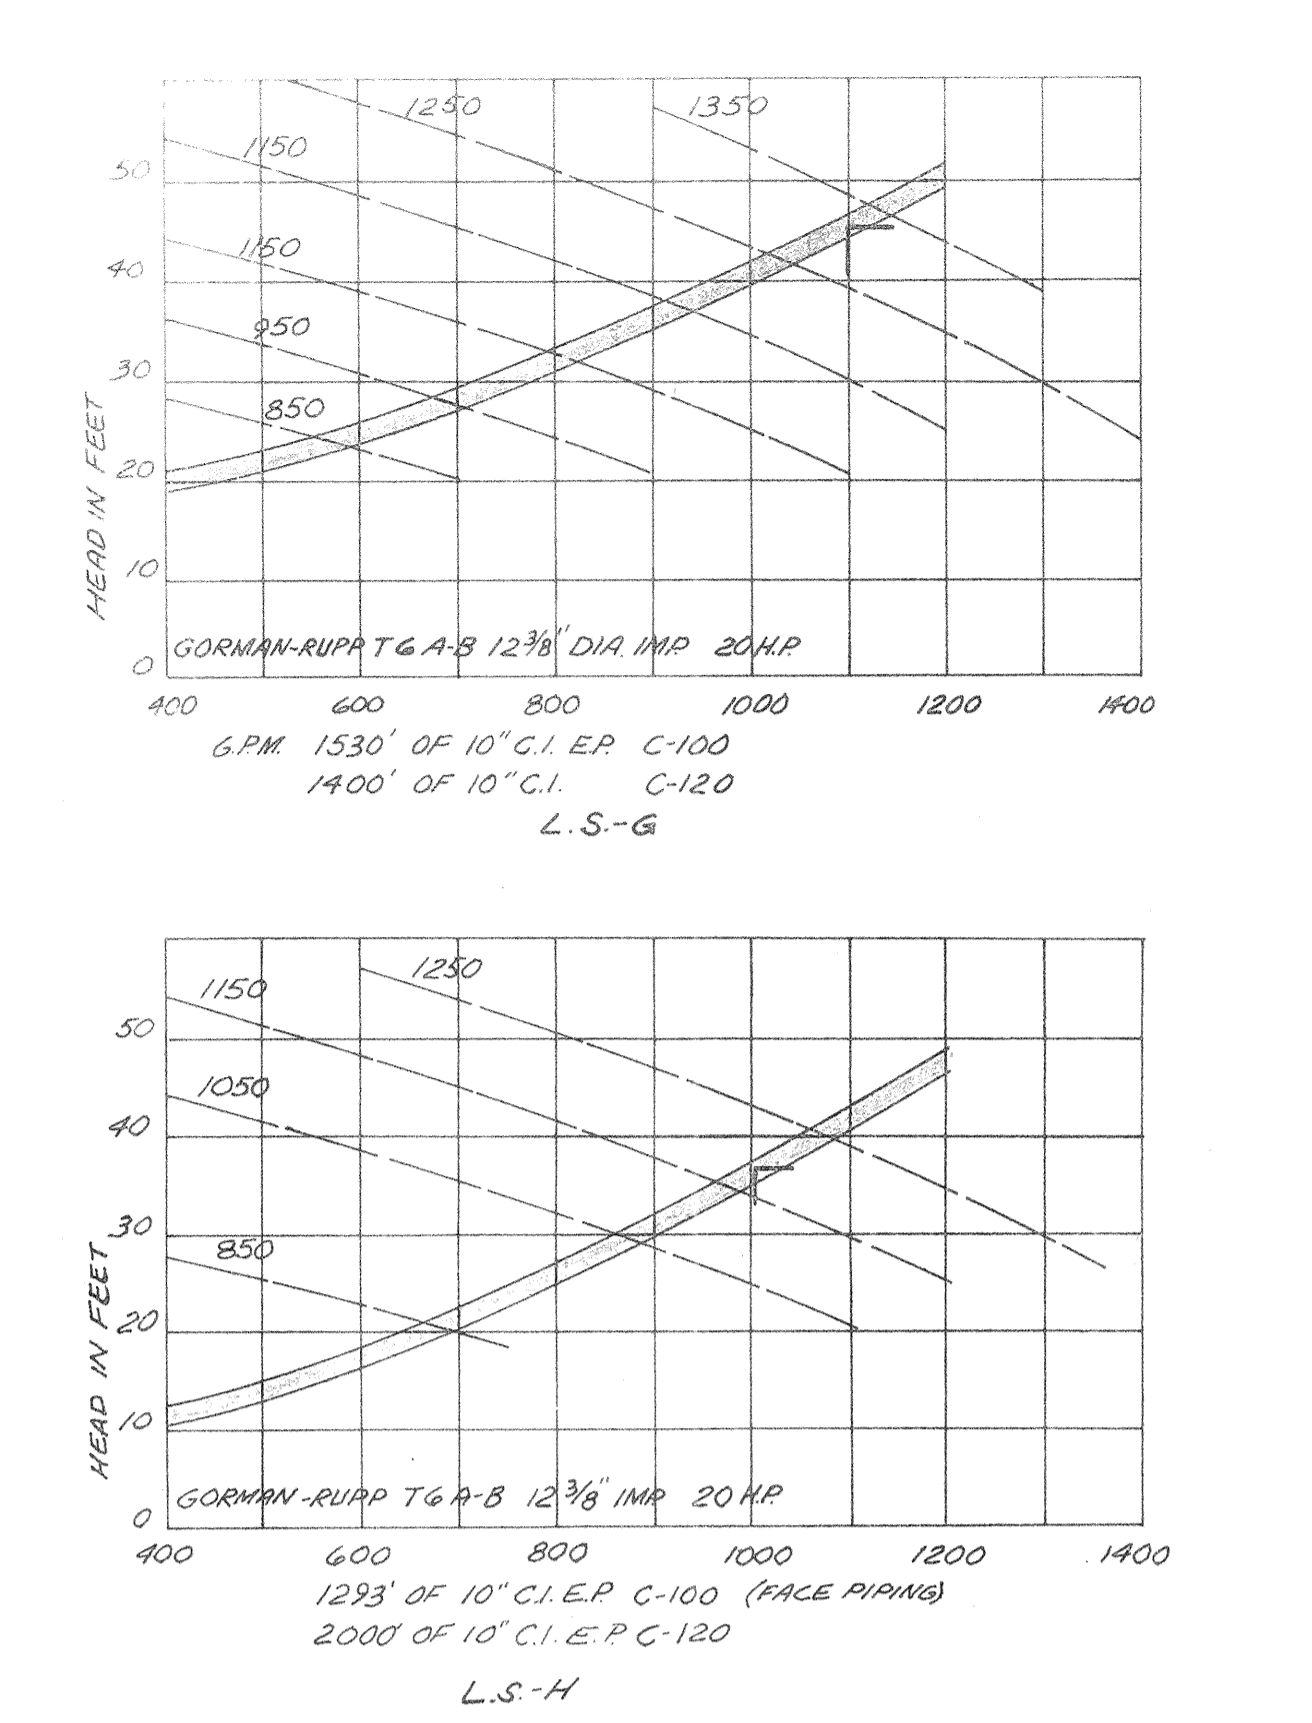 1250
1350
1150
50
1150
40
950
30
850
20
HEAD IN FEET
10
GORMAN-RUPP T6 A-B 12 3/8" DIA. IMP. 20 H.P.
0
400 600 800 1000 1200 1400
G.P.M. 1530' OF 10" C.I. E.P. C-100
1400' OF 10" C.I. C-120
L.S.-G
1250
1150
50
1050
40
30
850
20
HEAD IN FEET
10
GORMAN-RUPP T6 A-B 12 3/8" IMP. 20 H.P.
0
400 600 800 1000 1200 1400
1293' OF 10" C.I. E.P. C-100 (FACE PIPING)
2000' OF 10" C.I. E.P. C-120
L.S.-H